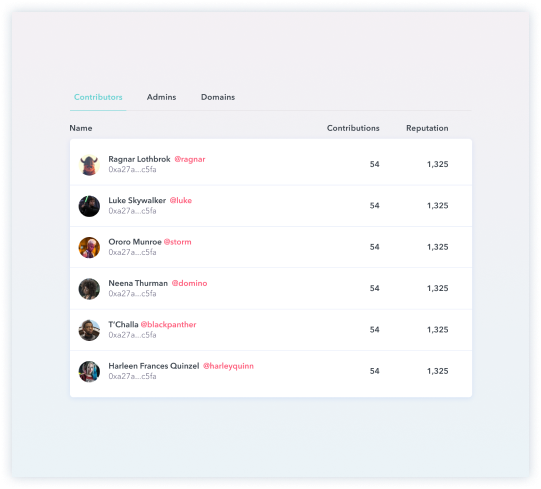 Contributors Admins Domains
Name Contributions Reputation
Ragnar Lothbrok @ragnar 54 1,325
0xa27a...c5fa
Luke Skywalker @luke 54 1,325
0xa27a...c5fa
Ororo Munroe @storm 54 1,325
0xa27a...c5fa
Neena Thurman @domino 54 1,325
0xa27a...c5fa
T'Challa @blackpanther 54 1,325
0xa27a...c5fa
Harleen Frances Quinzel @harleyquinn 54 1,325
0xa27a...c5fa